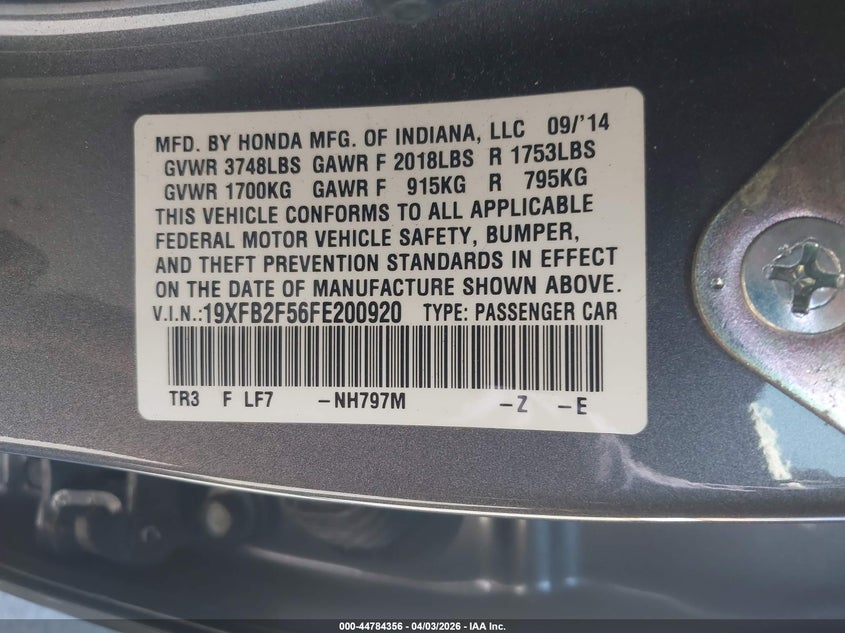 MFD. BY HONDA MFG. OF INDIANA, LLC 09/'14
GVWR 3748LBS GAWR F 2018LBS R 1753LBS
GVWR 1700KG GAWR F 915KG R 795KG
THIS VEHICLE CONFORMS TO ALL APPLICABLE
FEDERAL MOTOR VEHICLE SAFETY, BUMPER,
AND THEFT PREVENTION STANDARDS IN EFFECT
ON THE DATE OF MANUFACTURE SHOWN ABOVE.
V.I.N.:19XFB2F56FE200920 TYPE: PASSENGER CAR
TR3 F LF7 -NH797M -Z -E
000-44784356 | 04/03/2026 - IAA Inc.